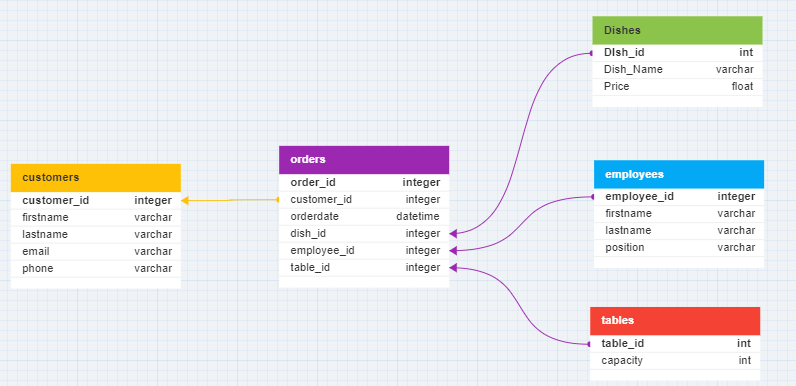 customers
customer_id integer
firstname varchar
lastname varchar
email varchar
phone varchar
orders
order_id integer
customer_id integer
orderdate datetime
dish_id integer
employee_id integer
table_id integer
Dishes
DIsh_id int
Dish_Name varchar
Price float
employees
employee_id integer
firstname varchar
lastname varchar
position varchar
tables
table_id int
capacity int